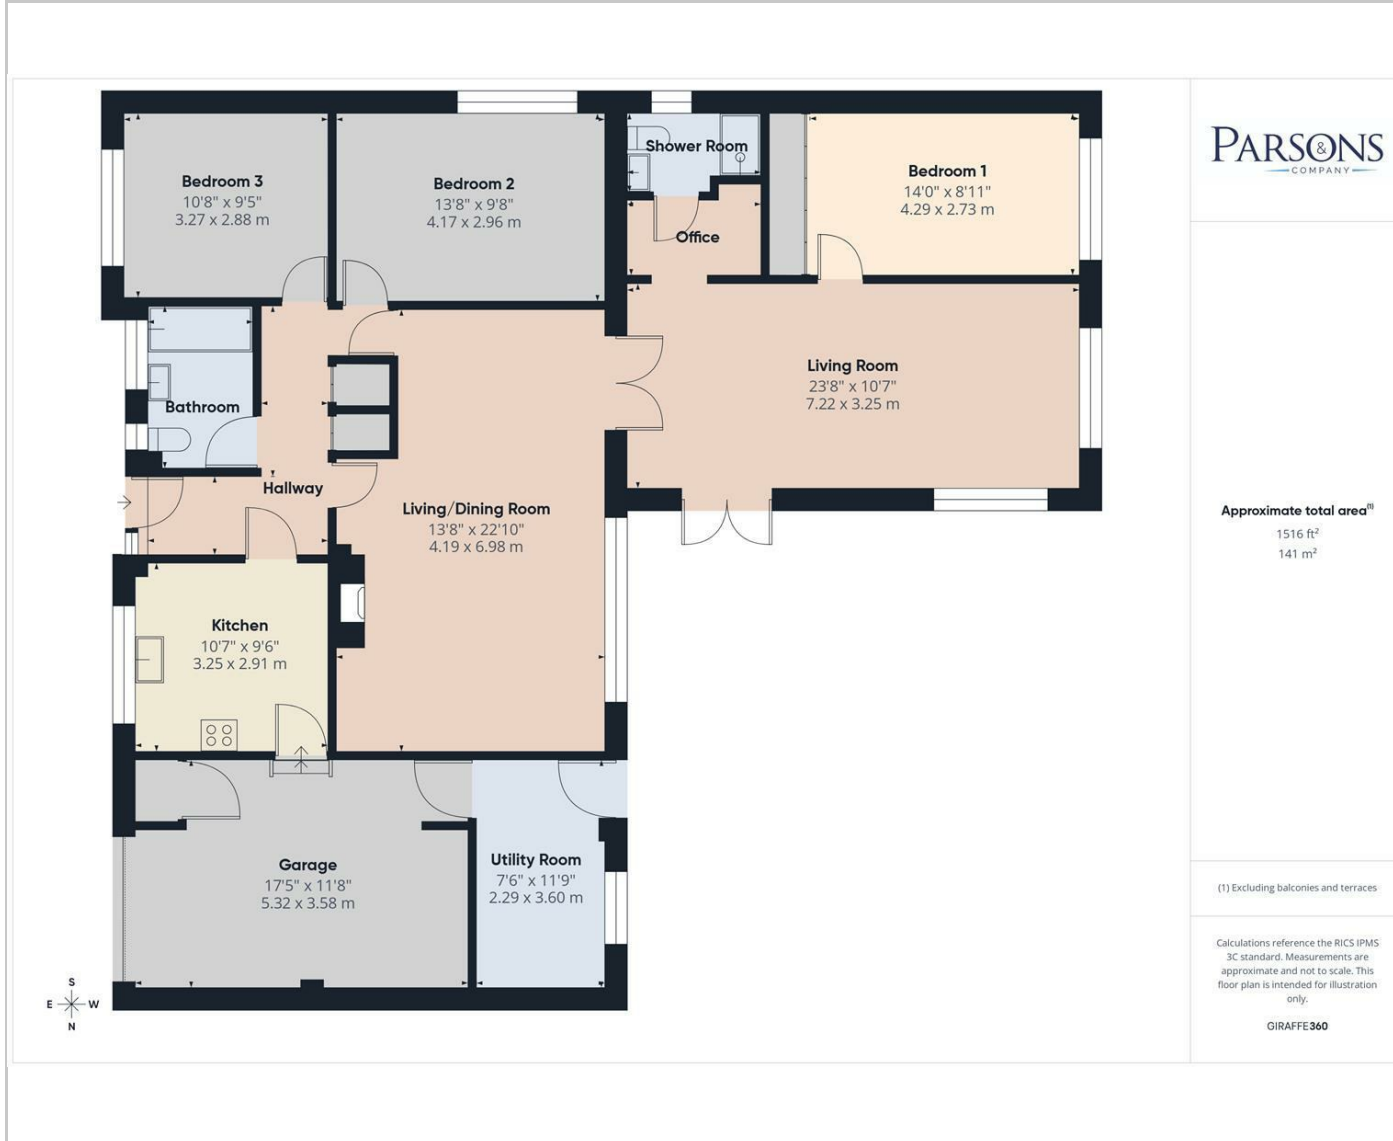 Bedroom 3
10'8" x 9'5"
3.27 x 2.88 m
Bedroom 2
13'8" x 9'8"
4.17 x 2.96 m
Shower Room
Office
Bedroom 1
14'0" x 8'11"
4.29 x 2.73 m
Bathroom
Hallway
Living/Dining Room
13'8" x 22'10"
4.19 x 6.98 m
Living Room
23'8" x 10'7"
7.22 x 3.25 m
Kitchen
10'7" x 9'6"
3.25 x 2.91 m
Garage
17'5" x 11'8"
5.32 x 3.58 m
Utility Room
7'6" x 11'9"
2.29 x 3.60 m
S
E W
N
PARSONS
&
COMPANY
Approximate total area(1)
1516 ft²
141 m²
(1) Excluding balconies and terraces
Calculations reference the RICS IPMS
3C standard. Measurements are
approximate and not to scale. This
floor plan is intended for illustration
only.
GIRAFFE360